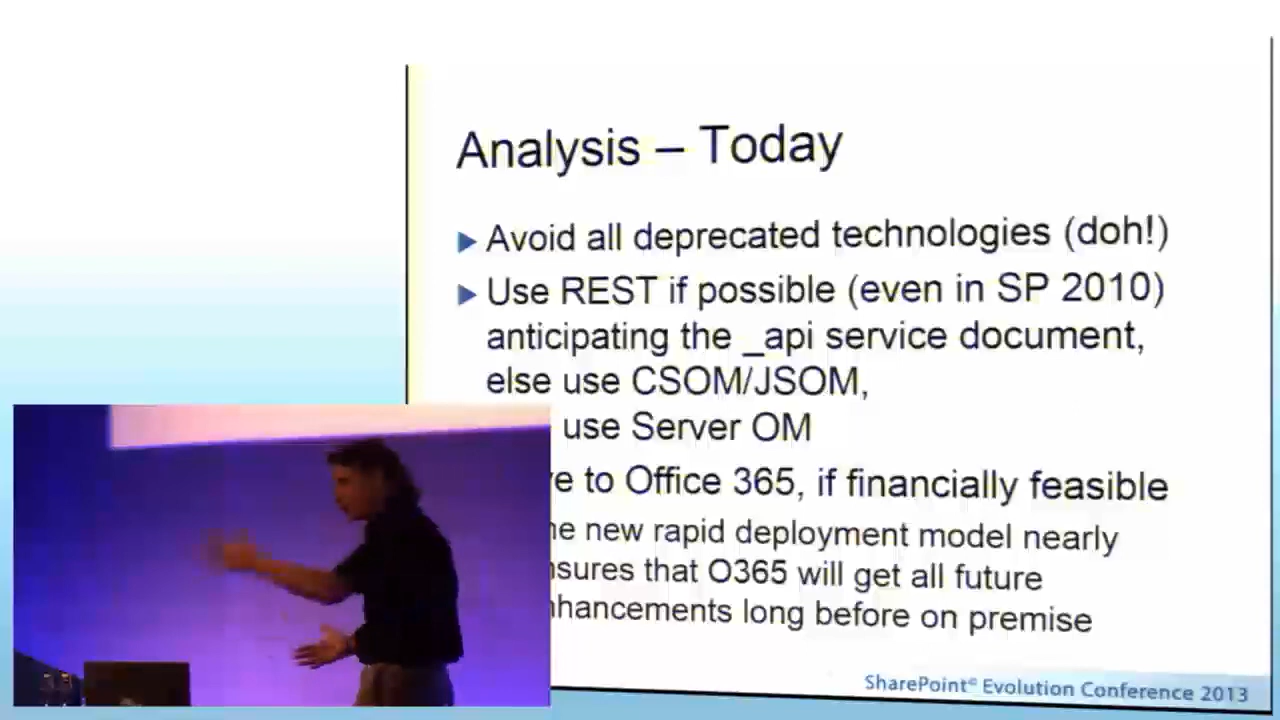 Analysis – Today
Avoid all deprecated technologies (doh!)
Use REST if possible (even in SP 2010)
anticipating the _api service document,
else use CSOM/JSOM,
use Server OM
to Office 365, if financially feasible
new rapid deployment model nearly
that O365 will get all future
long before on premise
SharePoint® Evolution Conference 2013